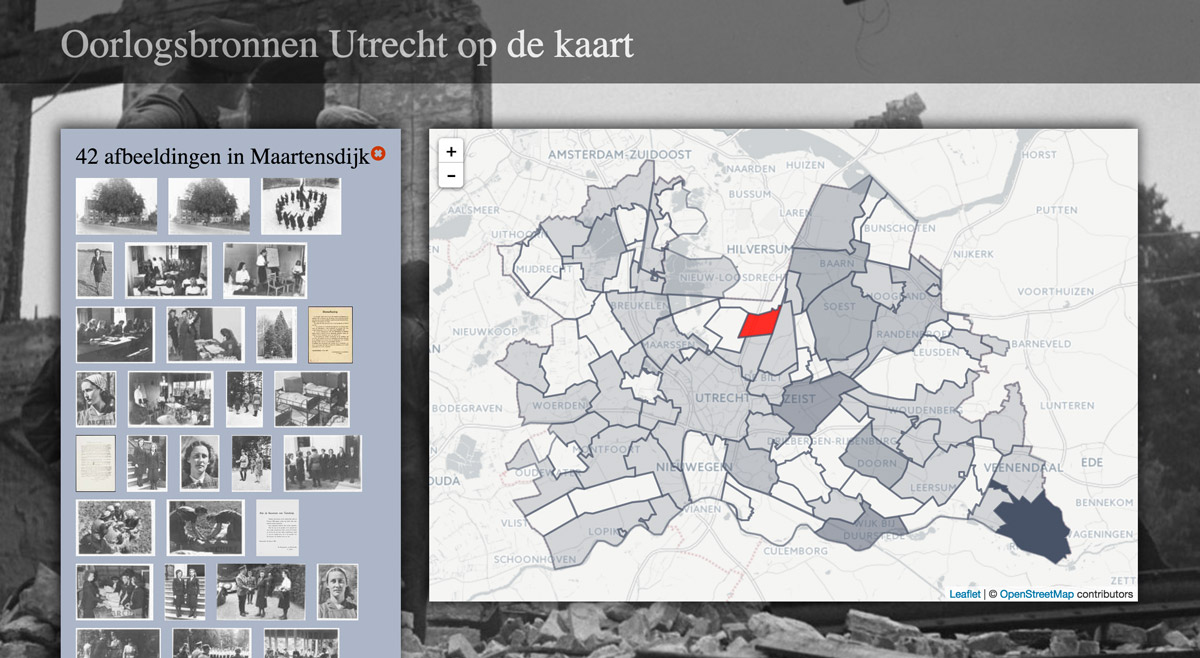 Oorlogsbronnen Utrecht op de kaart
42 afbeeldingen in Maartensdijk
+
-
AMSTERDAM-ZUIDOOST
HORST
NAARDEN
HUIZEN
BUSSUM
AALSMEER
LAREN
PUTTEN
BUNSCHOTEN
UITHOORN
HILVERSUM
NIJKERK
BAARN
MIJDRECHT
NIEUW-LOOSDRECHT
VOORTHUIZEN
HOOGLAND
BREUKELEN
SOEST
NIEUWKOOP
RANDENBROEK
MAARSSEN
BARNEVELD
LEUSDEN
BILT
UTRECHT
ZEIST
BODEGRAVEN
WOERDEN
WOUDENBERG
LUNTEREN
DRIEBERGEN-RIJSENBURG
MONTFOORT
DOORN
NIEUWEGEIN
VEENENDAAL
EDE
OUDEWATER
OUDA
LEERSUM
BENNEKOM
VIANEN
VLIST
WIJK BIJ
DUURSTEDE
LOPIK
AGENINGEN
CULEMBORG
SCHOONHOVEN
ZETT
Leaflet | © OpenStreetMap contributors